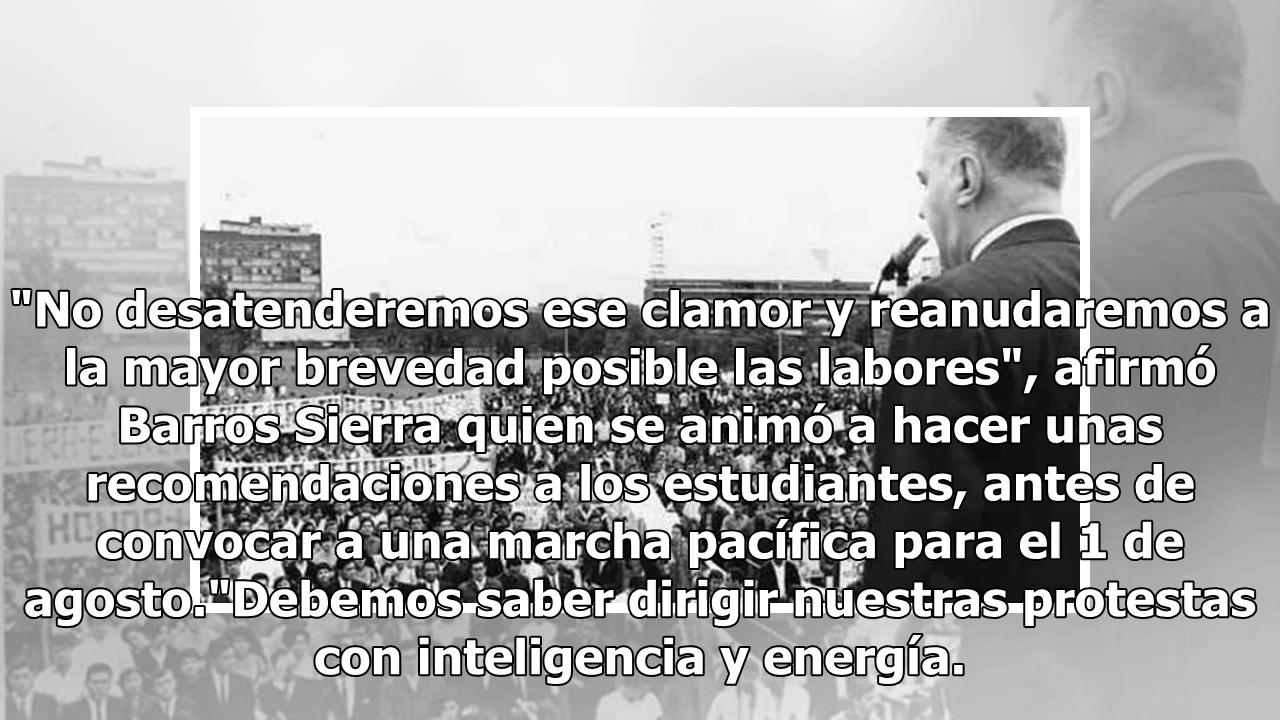 "No desatenderemos ese clamor y reanudaremos a
la mayor brevedad posible las labores", afirmó
Barros Sierra quien se animó a hacer unas
recomendaciones a los estudiantes, antes de
convocar a una marcha pacífica para el 1 de
agosto."Debemos saber dirigir nuestras protestas
con inteligencia y energía.